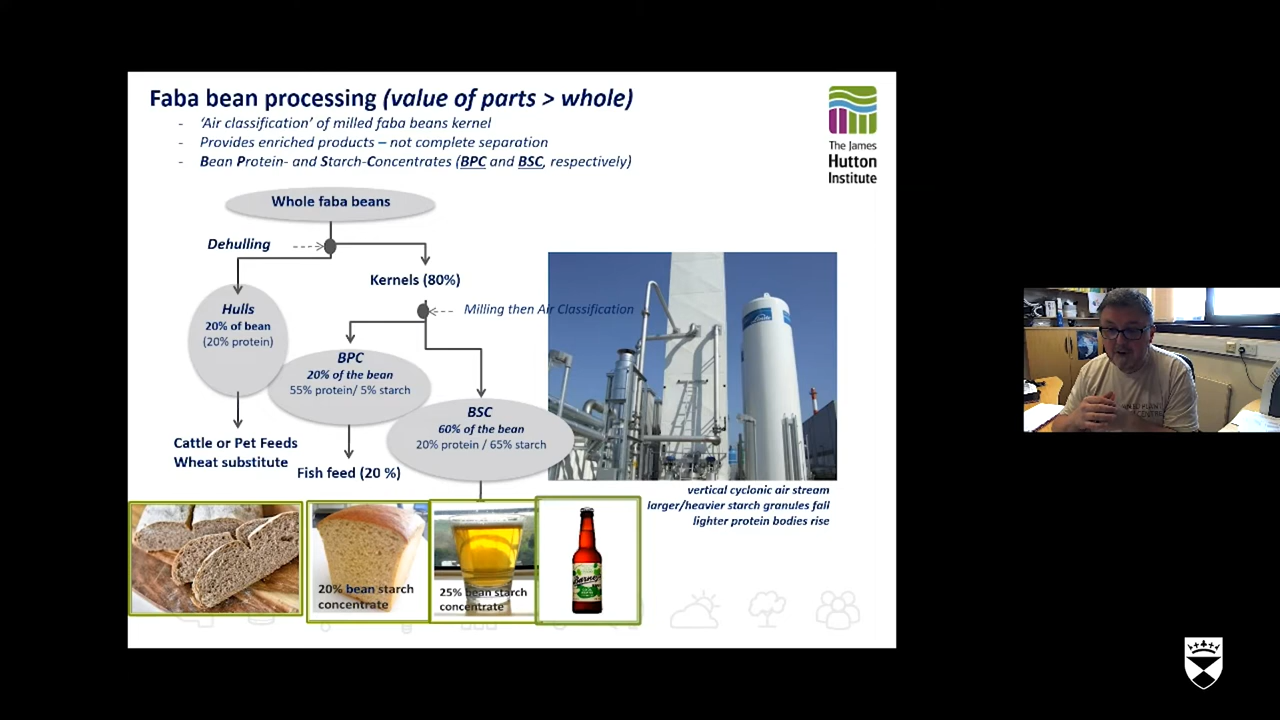 Faba bean processing (value of parts > whole)
- ‘Air classification’ of milled faba beans kernel
- Provides enriched products – not complete separation
- Bean Protein- and Starch-Concentrates (BPC and BSC, respectively)
The James
Hutton
Institute
Whole faba beans
Dehulling
Kernels (80%)
Milling then Air Classification
Hulls
20% of bean
(20% protein)
BPC
20% of the bean
55% protein/ 5% starch
BSC
60% of the bean
20% protein / 65% starch
Cattle or Pet Feeds
Wheat substitute
Fish feed (20 %)
vertical cyclonic air stream
larger/heavier starch granules fall
lighter protein bodies rise
20% bean starch
concentrate
25% bean starch
concentrate